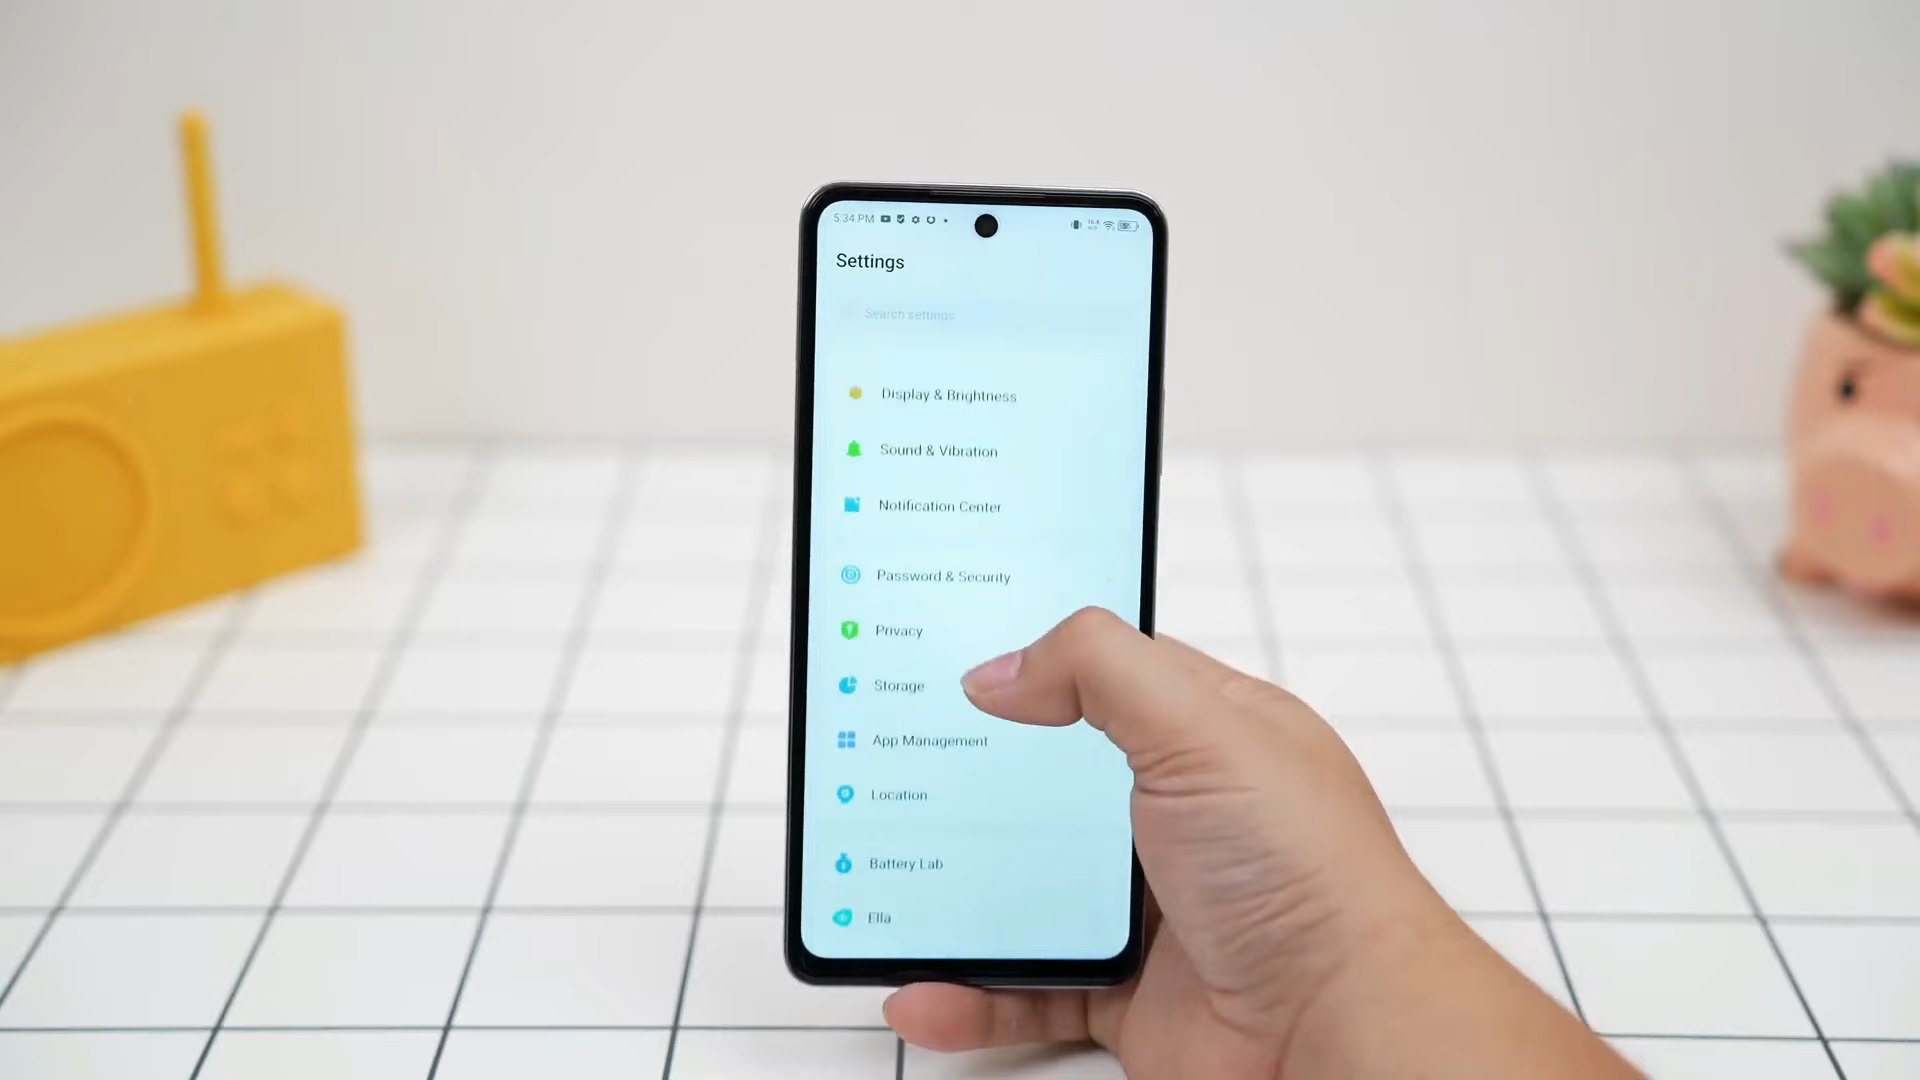 5:34 PM
Settings
Search settings
Display & Brightness
Sound & Vibration
Notification Center
Password & Security
Privacy
Storage
App Management
Location
Battery Lab
Ella